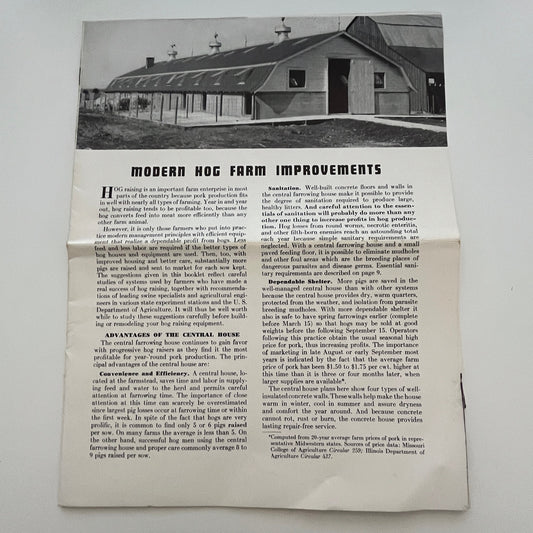 MODERN HOG FARM IMPROVEMENTS
HOG raising is an important farm enterprise in most
parts of the country because pork production fits
in well with nearly all types of farming. Year in and year
out, hog raising tends to be profitable too, because the
hog converts feed into meat more efficiently than any
other farm animal.
However, it is only those farmers who put into prac-
tice modern management principles with efficient equip-
ment that realize a dependable profit from hogs. Less
feed and less labor are required if the better types of
hog houses and equipment are used. Then, too, with
improved housing and better care, substantially more
pigs are raised and sent to market for each sow kept.
The suggestions given in this booklet reflect careful
studies of systems used by farmers who have made a
real success of hog raising, together with recommenda-
tions of leading swine specialists and agricultural engi-
neers in various state experiment stations and the U. S.
Department of Agriculture. It will thus be well worth
while to study these suggestions carefully before build-
ing or remodeling your hog raising equipment.
ADVANTAGES OF THE CENTRAL HOUSE
The central farrowing house continues to gain favor
with progressive hog raisers as they find it the most
profitable for year-'round pork production. The prin-
cipal advantages of the central house are:
Convenience and Efficiency. A central house, lo-
cated at the farmstead, saves time and labor in supply-
ing feed and water to the herd and permits careful
attention at farrowing time. The importance of close
attention at this time can scarcely be overestimated
since largest pig losses occur at farrowing time or within
the first week. In spite of the fact that hogs are very
prolific, it is common to find only 5 or 6 pigs raised
per sow. On many farms the average is less than 5. On
the other hand, successful hog men using the central
farrowing house and proper care commonly average 8 to
9 pigs raised per sow.
Sanitation. Well-built concrete floors and walls in
the central farrowing house make it possible to provide
the degree of sanitation required to produce large,
healthy litters. And careful attention to the essen-
tials of sanitation will probably do more than any
other one thing to increase profits in hog produc-
tion. Hog losses from round worms, necrotic enteritis,
and other filth-born enemies reach an astounding total
each year because simple sanitary requirements are
neglected. With a central farrowing house and a small
paved feeding floor, it is possible to eliminate mudholes
and other foul areas which are the breeding places of
dangerous parasites and disease germs. Essential sani-
tary requirements are described on page 9.
Dependable Shelter. More pigs are saved in the
well-managed central house than with other systems
because the central house provides dry, warm quarters,
protected from the weather, and isolation from parasite
breeding mudholes. With more dependable shelter it
also is safe to have spring farrowings earlier (complete
before March 15) so that hogs may be sold at good
weights before the following September 15. Operators
following this practice obtain the usual seasonal high
price for pork, thus increasing profits. The importance
of marketing in late August or early September most
years is indicated by the fact that the average farm
price of pork has been $1.50 to $1.75 per cwt. higher at
this time than it is three or four months later, when
larger supplies are available*.
The central house plans here show four types of well-
insulated concrete walls. These walls help make the house
warm in winter, cool in summer and assure dryness
and comfort the year around. And because concrete
cannot rot, rust or burn, the concrete house provides
lasting repair-free service.
*Computed from 20-year average farm prices of pork in repre-
sentative Midwestern states. Sources of price data: Missouri
College of Agriculture Circular 259; Illinois Department of
Agriculture Circular 437.